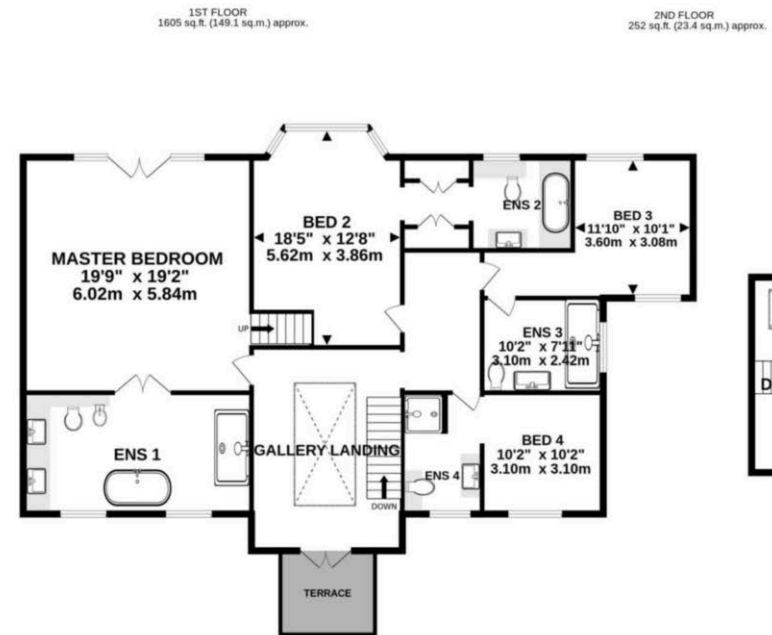 1ST FLOOR
1605 sq.ft. (149.1 sq.m.) approx.
2ND FLOOR
252 sq.ft. (23.4 sq.m.) approx.
MASTER BEDROOM
19'9" x 19'2"
6.02m x 5.84m
BED 2
18'5" x 12'8"
5.62m x 3.86m
ENS 2
BED 3
11'10" x 10'1"
3.60m x 3.08m
UP
ENS 3
10'2" x 7'11"
3.10m x 2.42m
D
ENS 1
GALLERY LANDING
DOWN
ENS 4
BED 4
10'2" x 10'2"
3.10m x 3.10m
TERRACE